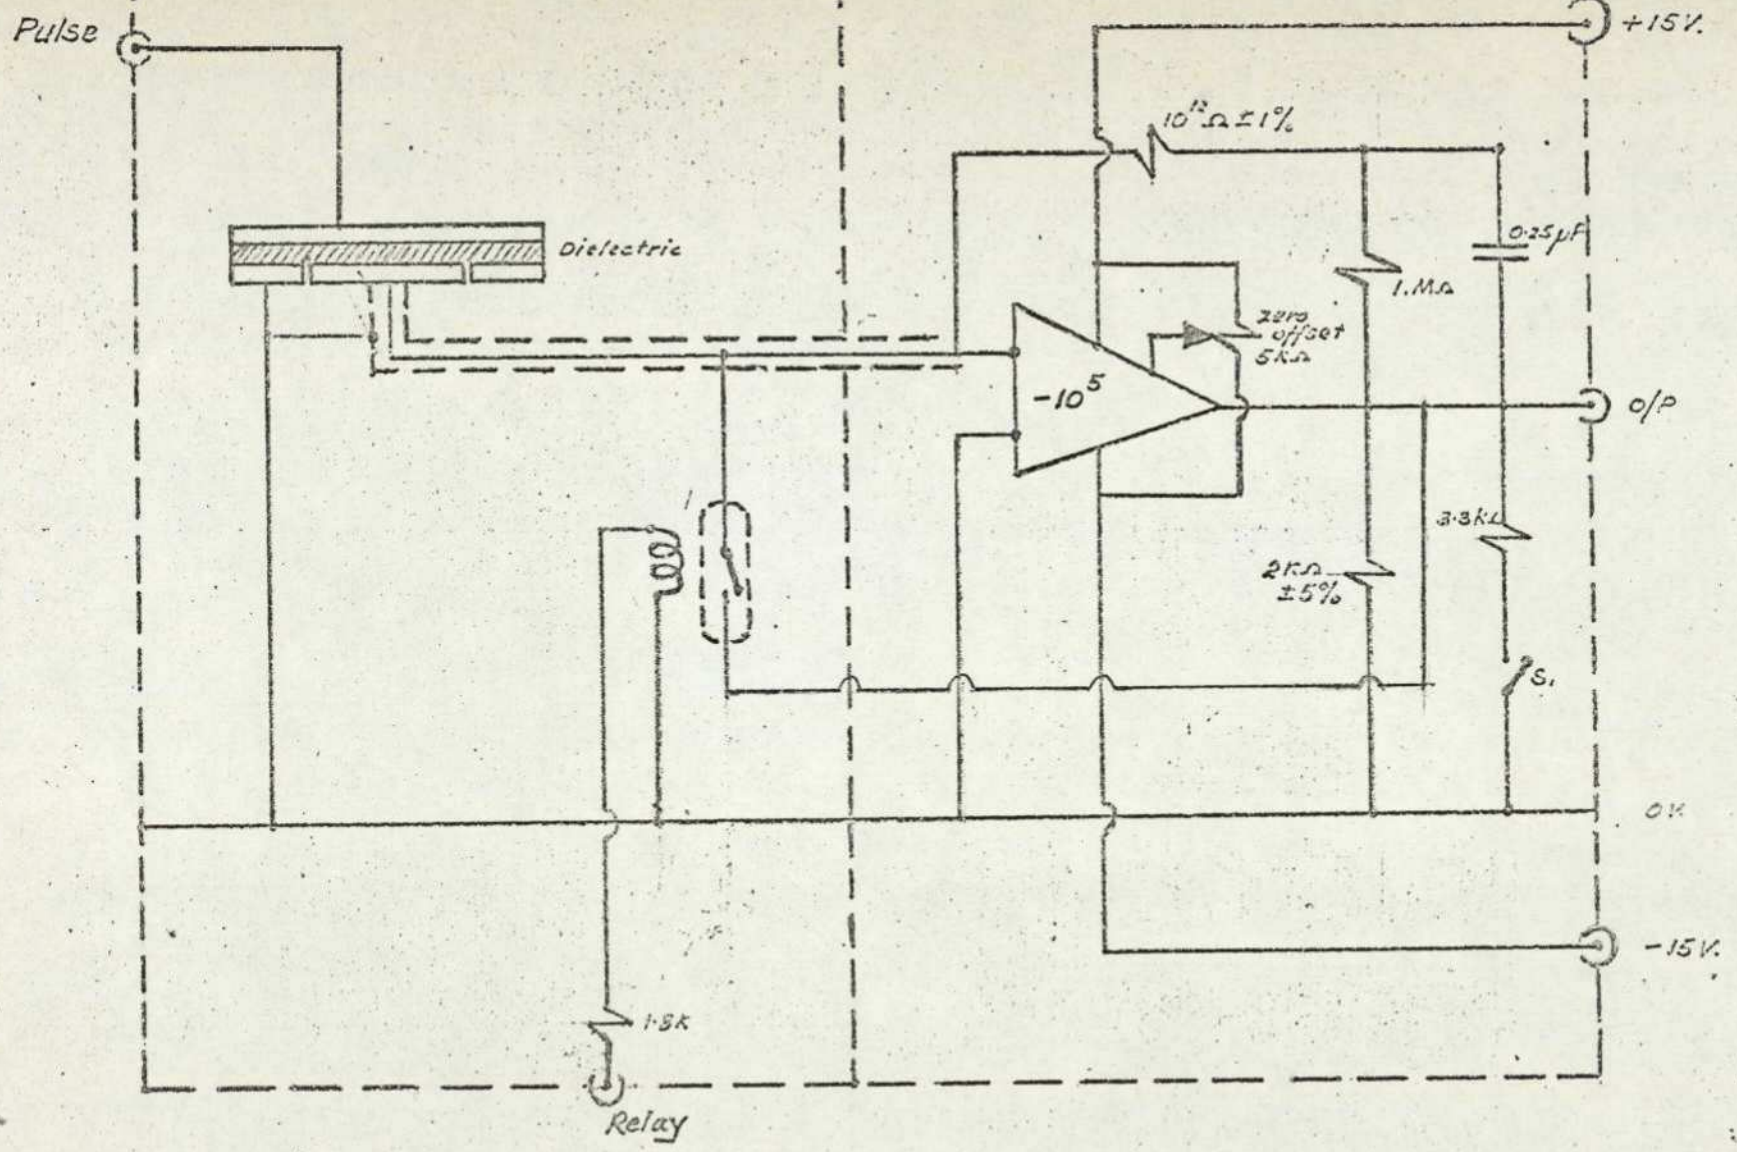 Pulse
+15V.
10¹²Ω ±1%
Dielectric
0.25µF
1.MΩ
zero
offset
5kΩ
-10⁵
O/P
3.3kΩ
2KΩ
±5%
S₁
0V.
-15V.
1.8K
Relay